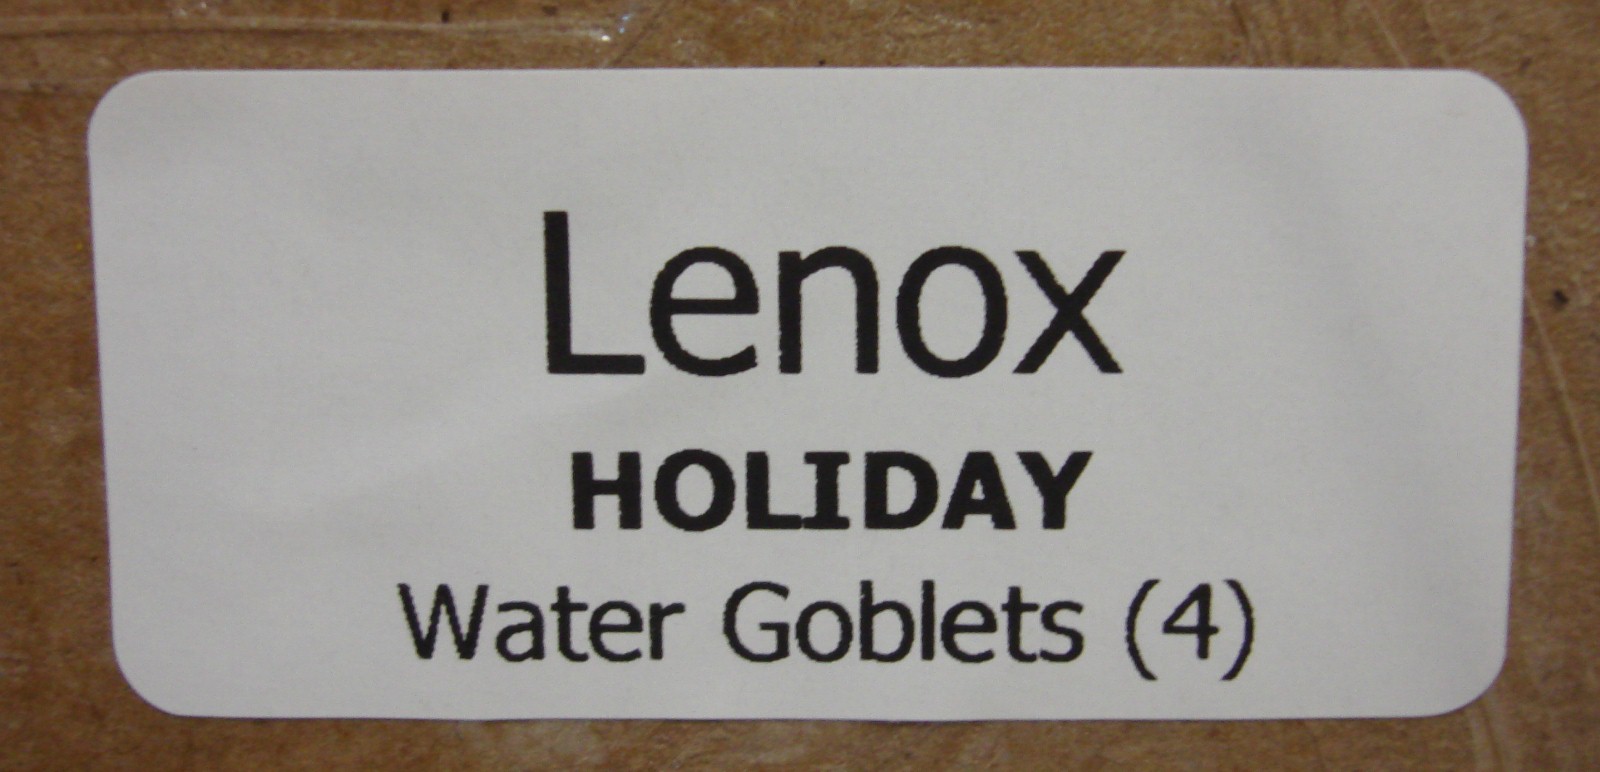 Lenox
HOLIDAY
Water Goblets (4)